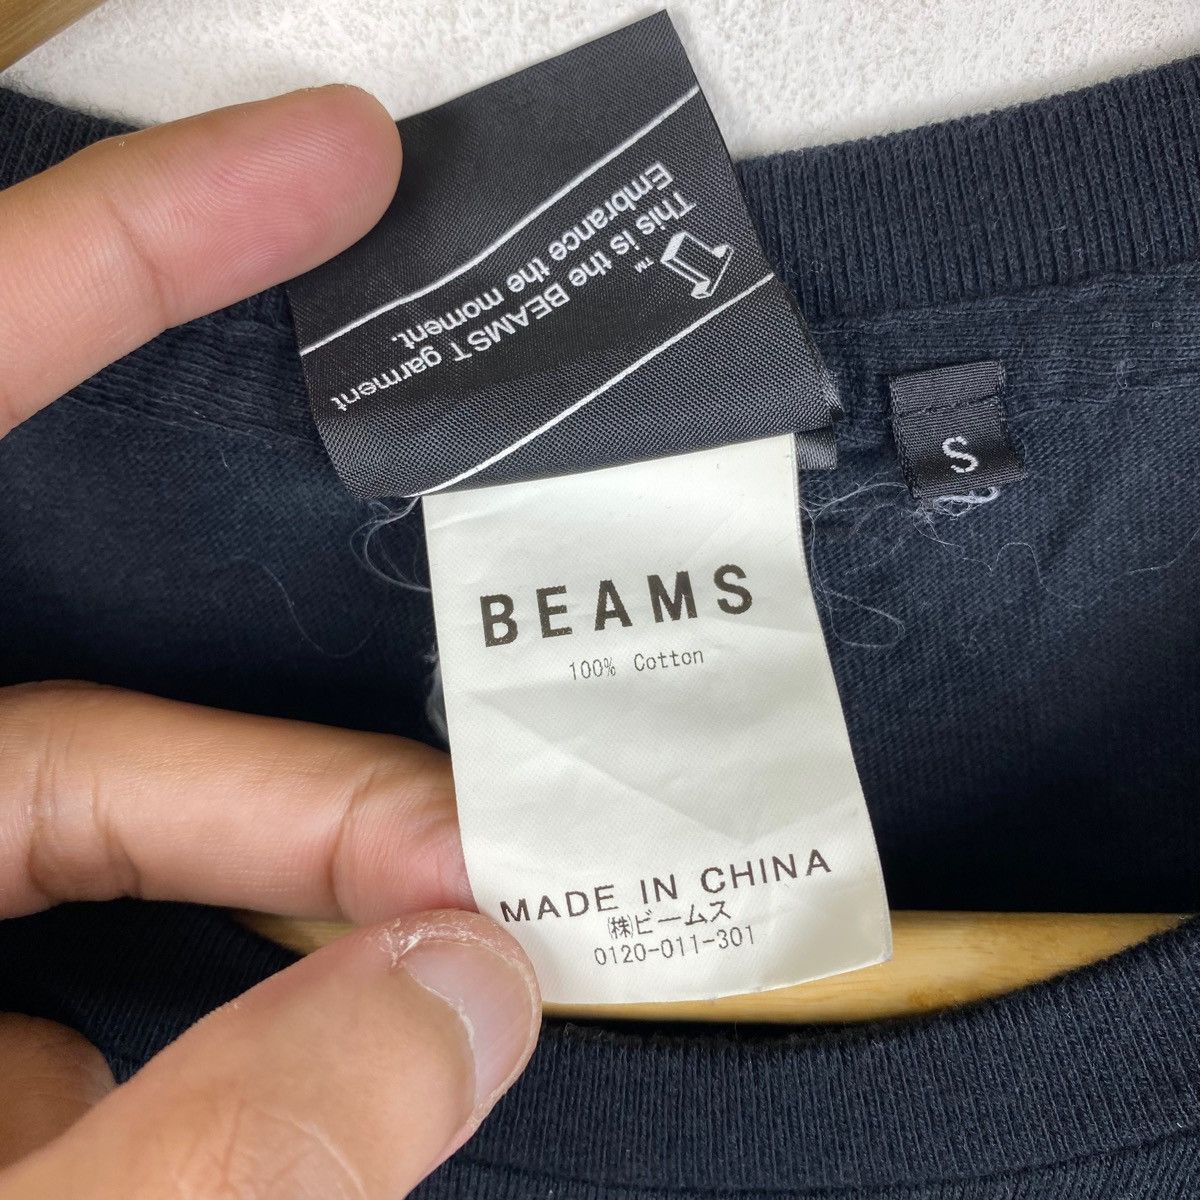 This is the BEAMS T garment
Embrance the moment.
™
S
BEAMS
100% Cotton
MADE IN CHINA
㈱ビームス
0120-011-301